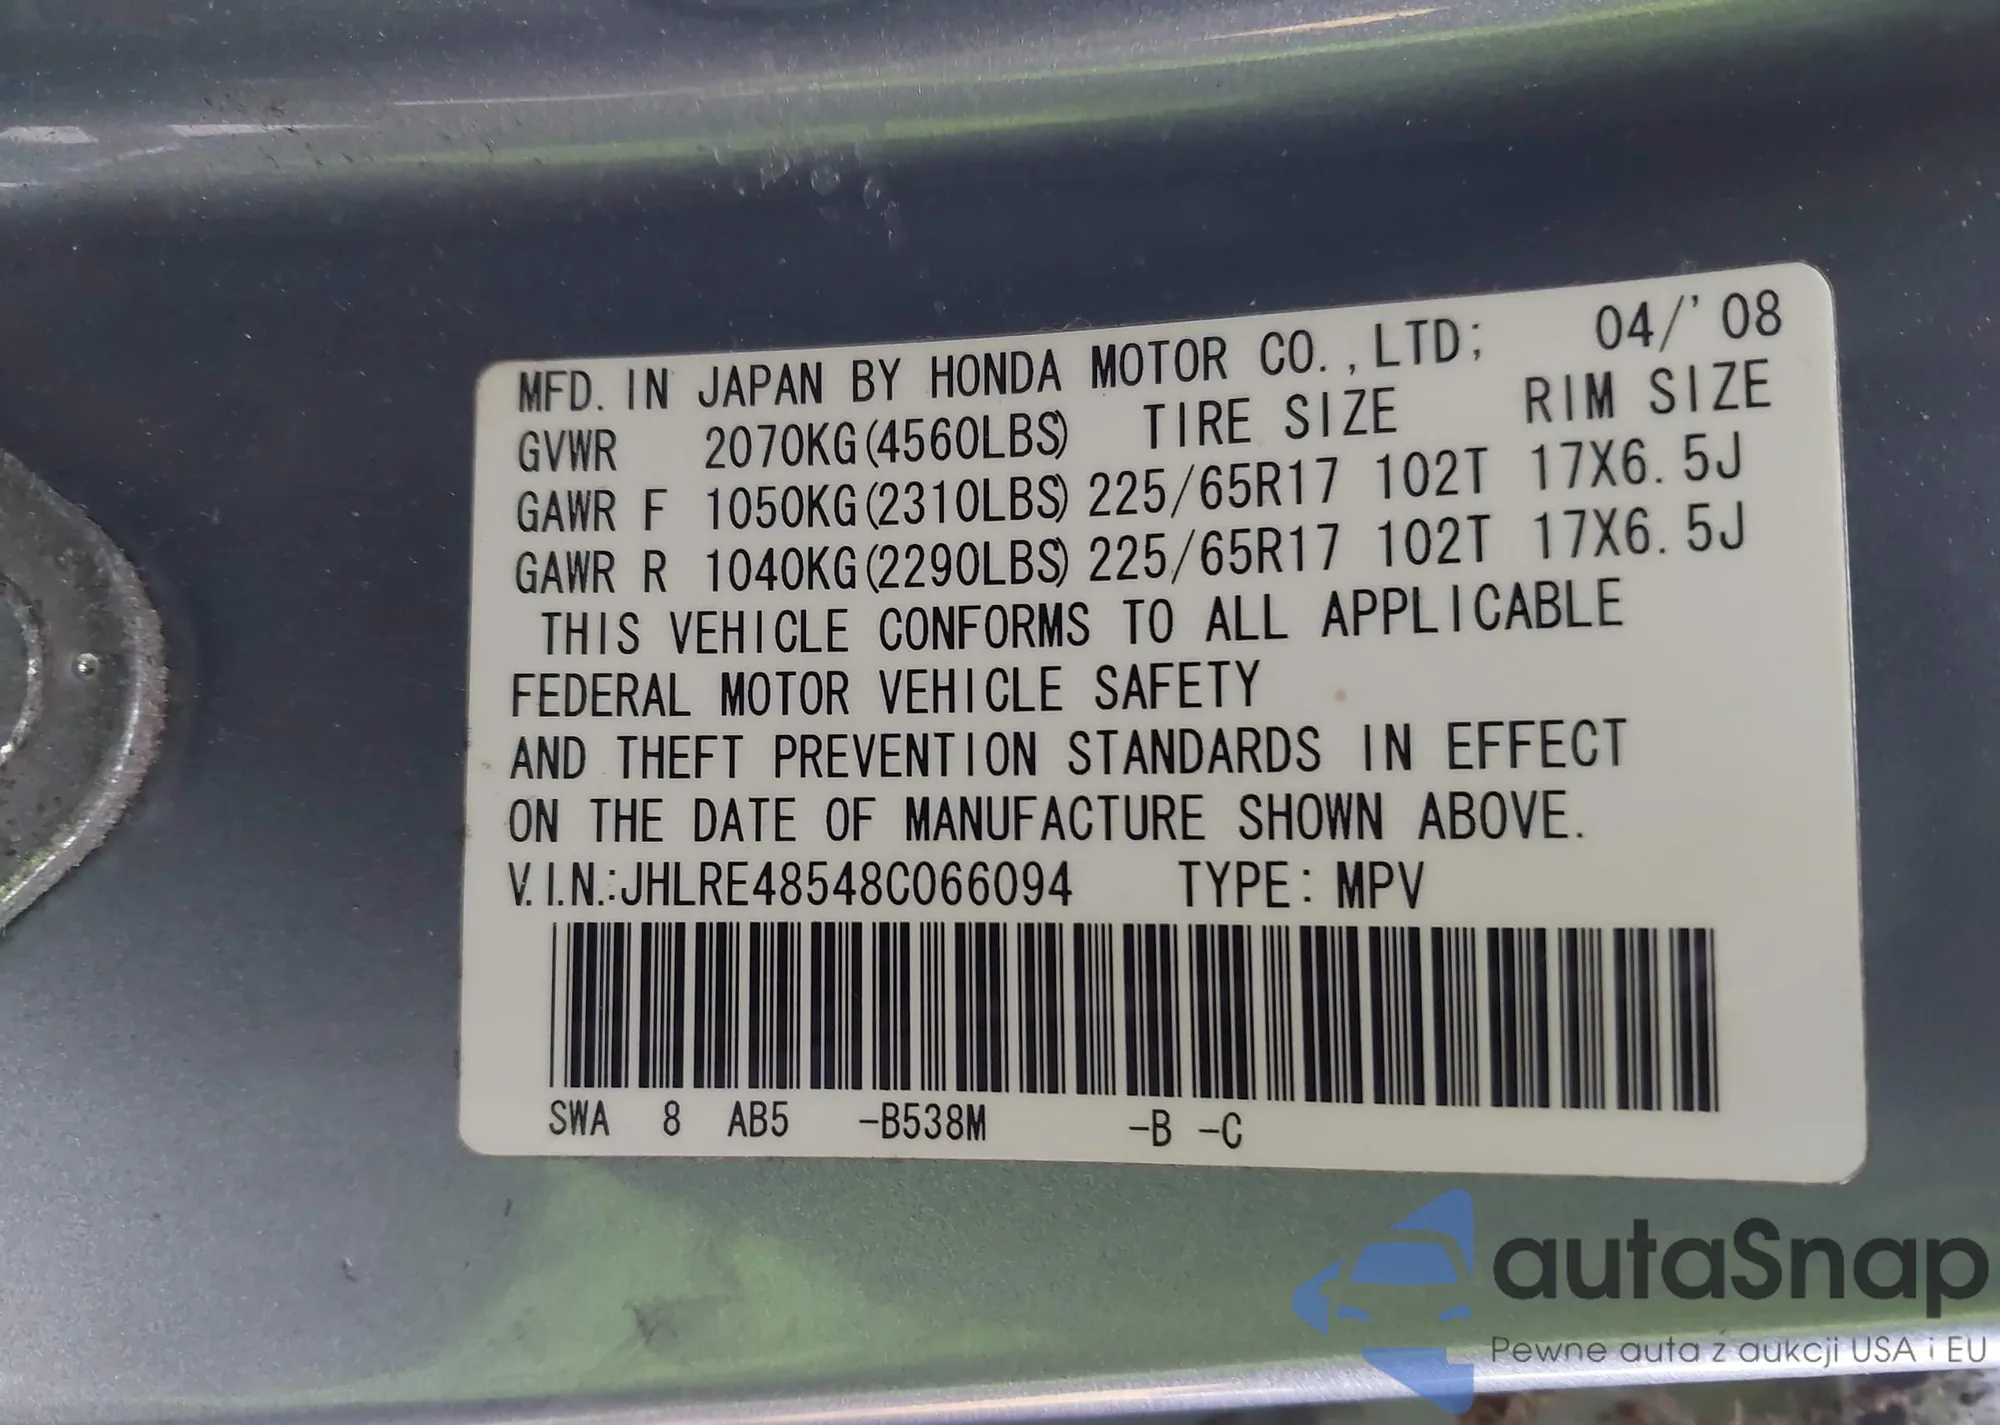 MFD. IN JAPAN BY HONDA MOTOR CO., LTD; 04/'08
GVWR 2070KG(4560LBS) TIRE SIZE RIM SIZE
GAWR F 1050KG(2310LBS) 225/65R17 102T 17X6.5J
GAWR R 1040KG(2290LBS) 225/65R17 102T 17X6.5J
THIS VEHICLE CONFORMS TO ALL APPLICABLE
FEDERAL MOTOR VEHICLE SAFETY
AND THEFT PREVENTION STANDARDS IN EFFECT
ON THE DATE OF MANUFACTURE SHOWN ABOVE.
V.I.N.:JHLRE48548C066094 TYPE: MPV
SWA 8 AB5 -B538M -B -C
autaSnap
Pewne auta z aukcji USA i EU